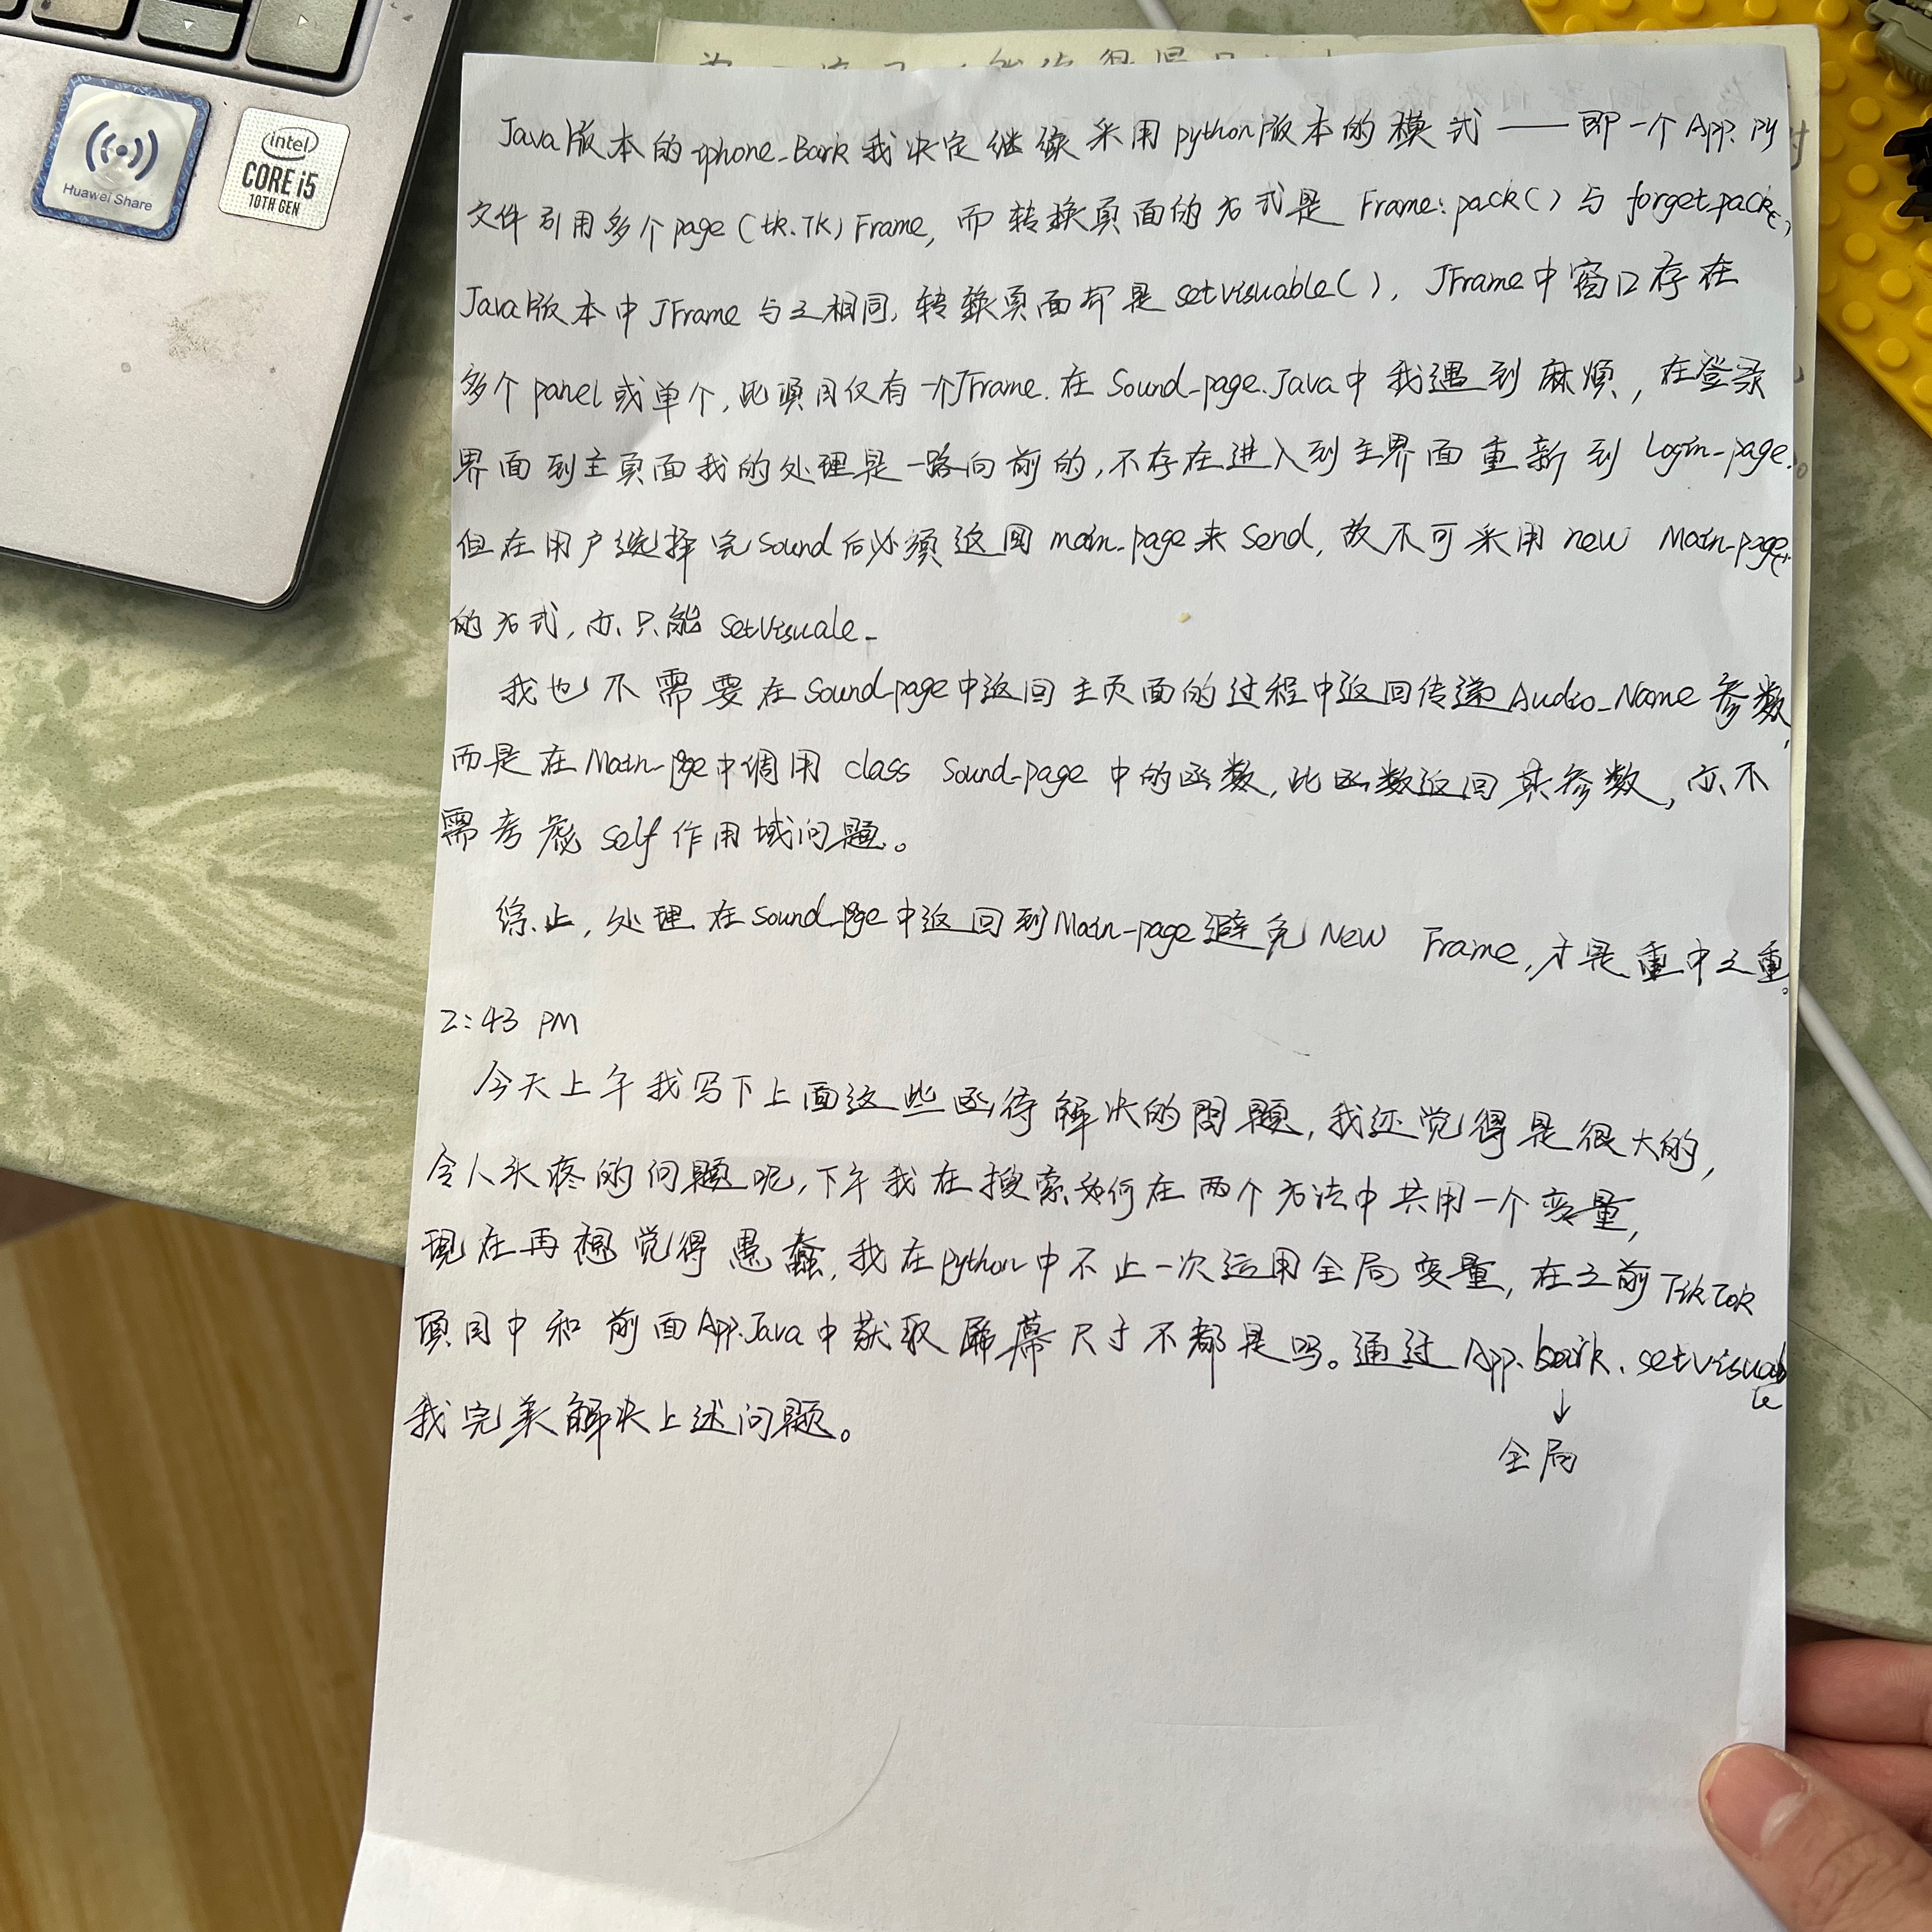 Huawei Share
intel
CORE i5
10TH GEN
Java版本的iphone_Bark我决定继续采用python版本的模式——即一个App.py
文件引用多个page(tk.TK)Frame,而转换页面的方式是Frame:pack()与forget.pack(),
Java版本中JFrame与之相同,转换页面却是setvisuable(),JFrame中窗口存在
多个panel或单个,此项目仅有一个JFrame.在Sound_page.Java中我遇到麻烦,在登录
界面到主页面我的处理是一路向前的,不存在进入到主界面重新到Login_page.
但在用户选择完Sound后必须返回main_page来Send,故不可采用new Main_page()
的方式,亦只能setvisuale_
我也不需要在Sound_page中返回主页面的过程中返回传递Audio_Name参数,
而是在Main_page中调用class Sound_page中的函数,此函数返回其参数,亦不
需考虑self作用域问题。
综上,处理在Sound_page中返回到Main_page避免New Frame,才是重中之重。
2:43 PM
今天上午我写下上面这些函待解决的問題,我还觉得是很大的,
令人头疼的问题呢,下午我在搜索如何在两个方法中共用一个变量,
现在再想觉得愚蠢,我在python中不止一次运用全局变量,在之前TikTok
项目中和前面App.Java中获取屏幕尺寸不都是吗。通过App.bark.setvisuable
我完美解决上述问题。
↓
全局